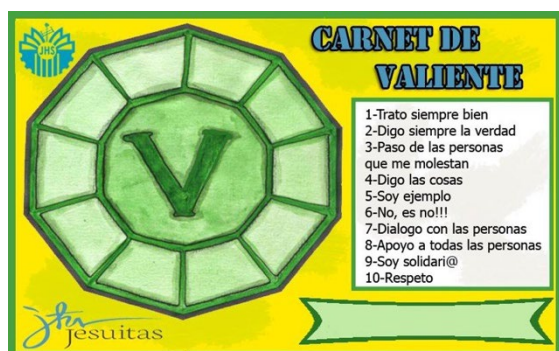 JHS
CARNET DE
VALIENTE
V
1-Trato siempre bien
2-Digo siempre la verdad
3-Paso de las personas
que me molestan
4-Digo las cosas
5-Soy ejemplo
6-No, es no!!!
7-Dialogo con las personas
8-Apoyo a todas las personas
9-Soy solidari@
10-Respeto
jesuitas